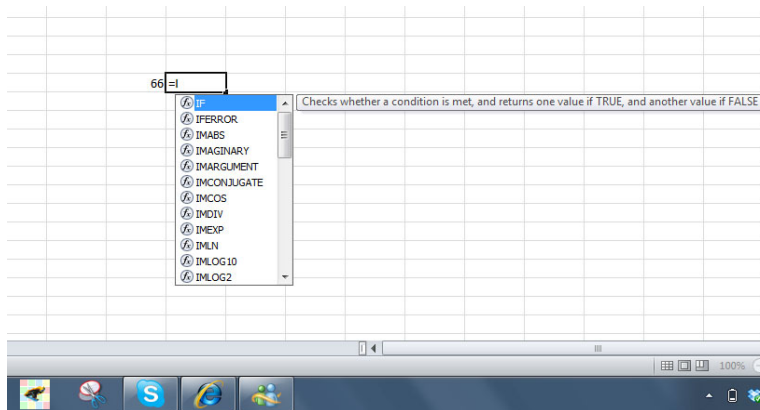 66 =I
IF Checks whether a condition is met, and returns one value if TRUE, and another value if FALSE
IFERROR
IMABS
IMAGINARY
IMARGUMENT
IMCONJUGATE
IMCOS
IMDIV
IMEXP
IMLN
IMLOG10
IMLOG2
100%
S